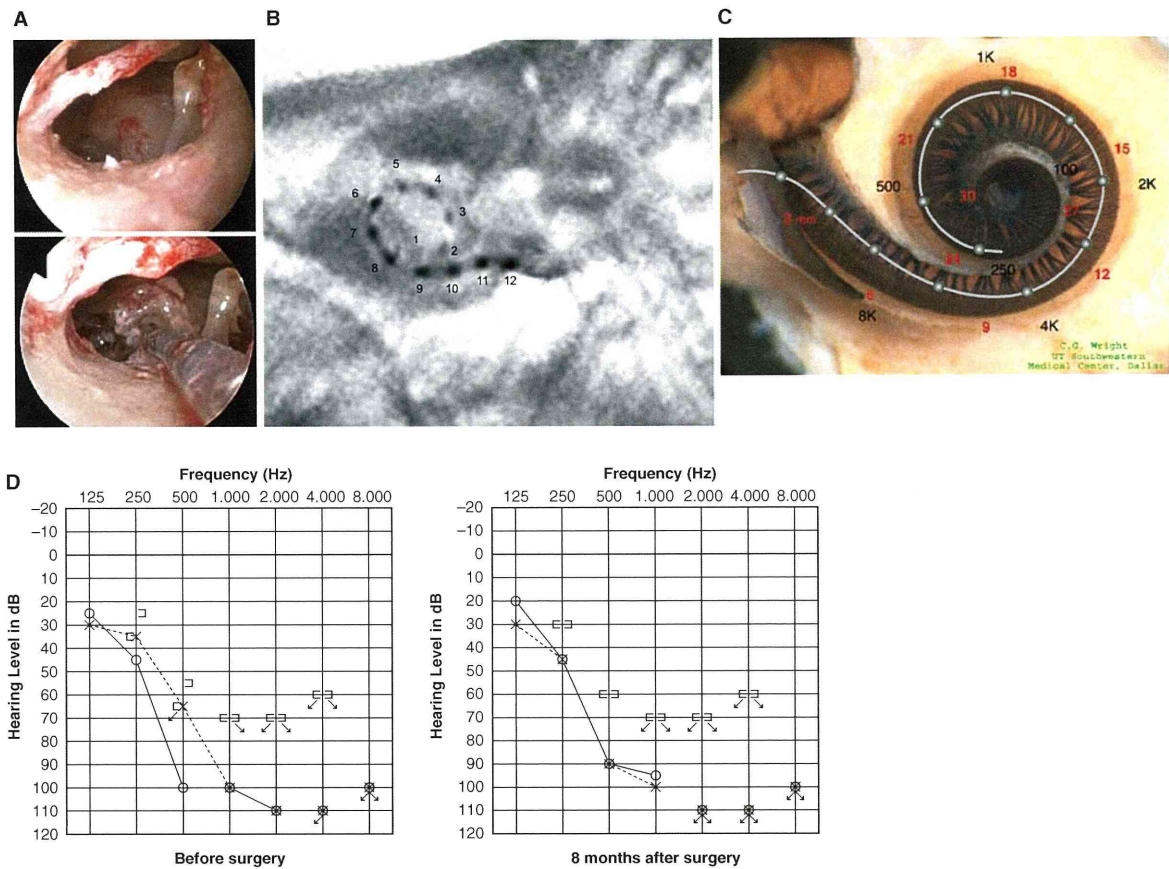 A
B
C
5
4
6
3
7
1
2
8
9
10
11
12
1K
18
21
15
100
500
2K
30
3 mm
250
12
6
8K
9
4K
C.G. Wright
UT Southwestern
Medical Center, Dallas
D
Frequency (Hz)
125 250 500 1.000 2.000 4.000 8.000
Hearing Level in dB
–20
–10
0
10
20
30
40
50
60
70
80
90
100
110
120
Before surgery
Frequency (Hz)
125 250 500 1.000 2.000 4.000 8.000
Hearing Level in dB
–20
–10
0
10
20
30
40
50
60
70
80
90
100
110
120
8 months after surgery